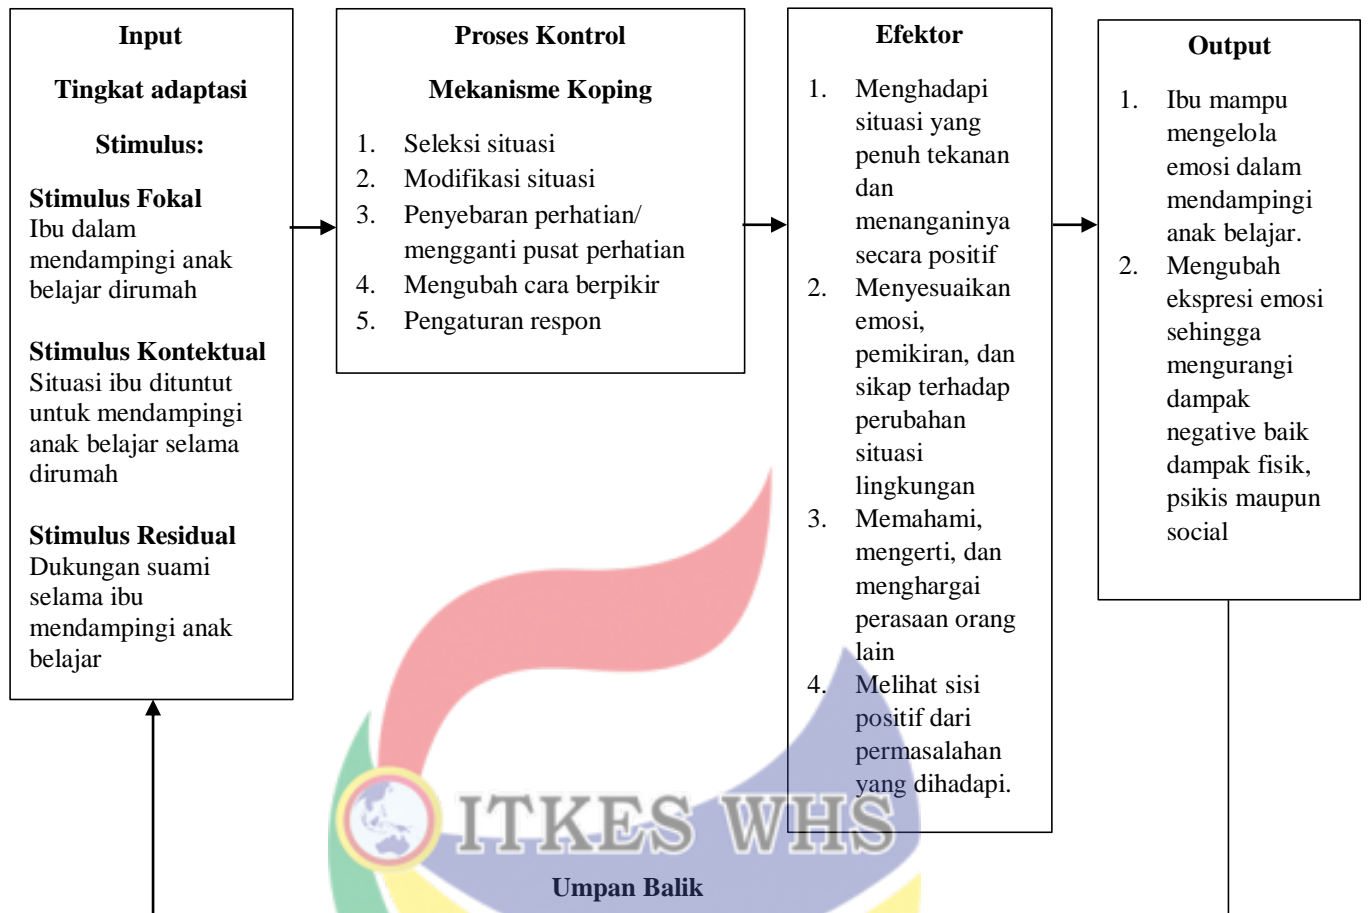 Input
Tingkat adaptasi
Stimulus:
Stimulus Fokal
Ibu dalam
mendampingi anak
belajar dirumah
Stimulus Kontektual
Situasi ibu dituntut
untuk mendampingi
anak belajar selama
dirumah
Stimulus Residual
Dukungan suami
selama ibu
mendampingi anak
belajar
Proses Kontrol
Mekanisme Koping
1. Seleksi situasi
2. Modifikasi situasi
3. Penyebaran perhatian/
mengganti pusat perhatian
4. Mengubah cara berpikir
5. Pengaturan respon
Efektor
1. Menghadapi
situasi yang
penuh tekanan
dan
menanganinya
secara positif
2. Menyesuaikan
emosi,
pemikiran, dan
sikap terhadap
perubahan
situasi
lingkungan
3. Memahami,
mengerti, dan
menghargai
perasaan orang
lain
4. Melihat sisi
positif dari
permasalahan
yang dihadapi.
Output
1. Ibu mampu
mengelola
emosi dalam
mendampingi
anak belajar.
2. Mengubah
ekspresi emosi
sehingga
mengurangi
dampak
negative baik
dampak fisik,
psikis maupun
social
ITKES WHS
Umpan Balik